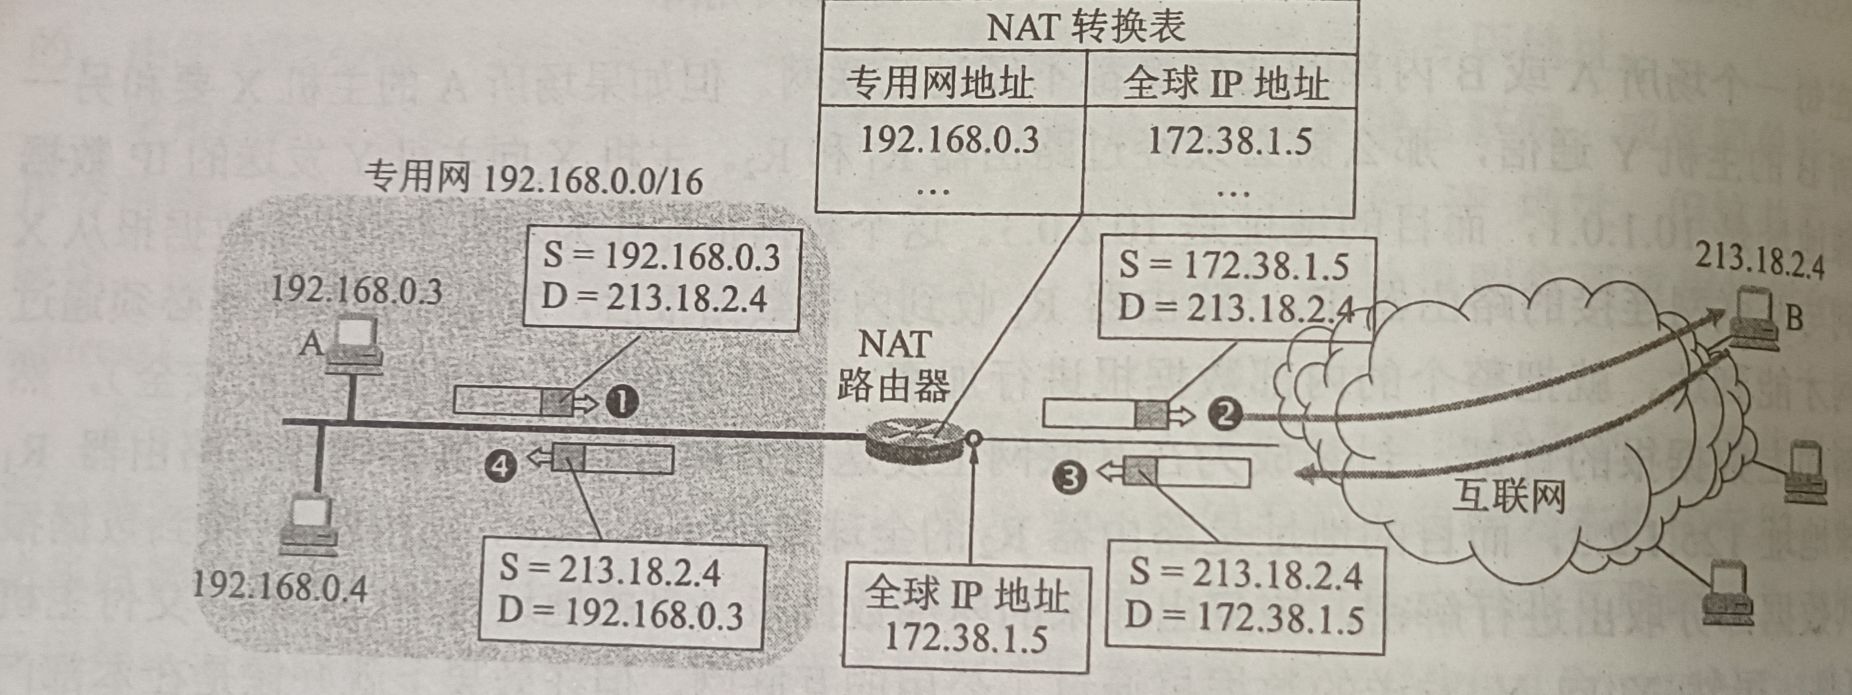 NAT 转换表
专用网地址 全球 IP 地址
192.168.0.3 172.38.1.5
… …
专用网 192.168.0.0/16
S = 192.168.0.3
D = 213.18.2.4
S = 172.38.1.5
D = 213.18.2.4
213.18.2.4
B
192.168.0.3
A
NAT
路由器
❶
❷
❹
❸
互联网
192.168.0.4
S = 213.18.2.4
D = 192.168.0.3
全球 IP 地址
172.38.1.5
S = 213.18.2.4
D = 172.38.1.5